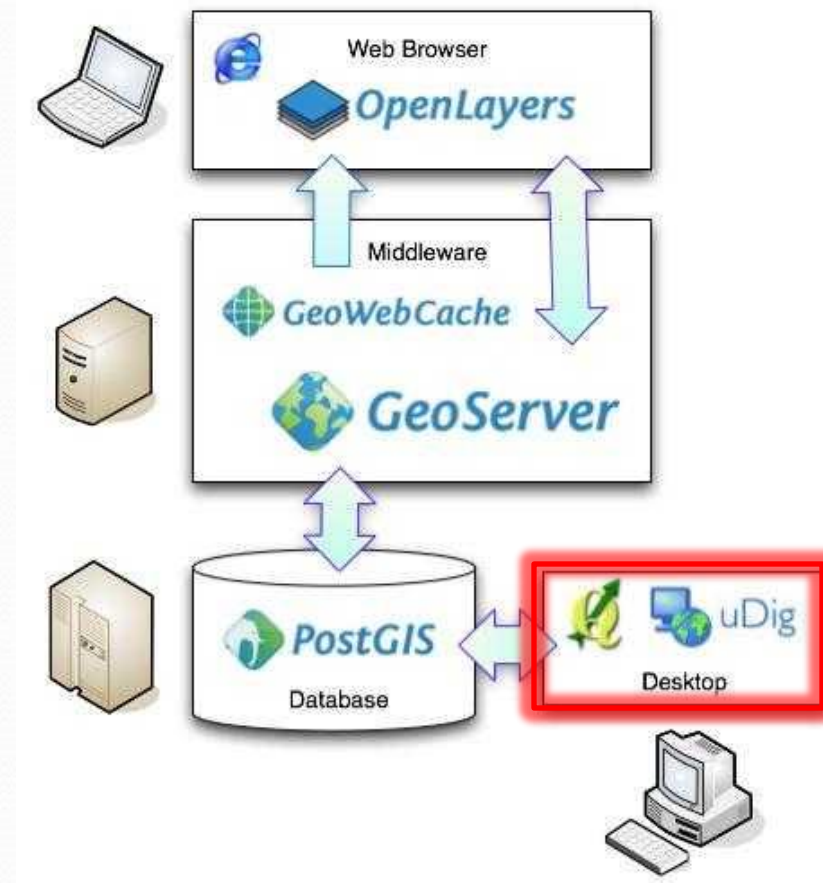 Web Browser
OpenLayers
Middleware
GeoWebCache
GeoServer
PostGIS
Database
uDig
Desktop